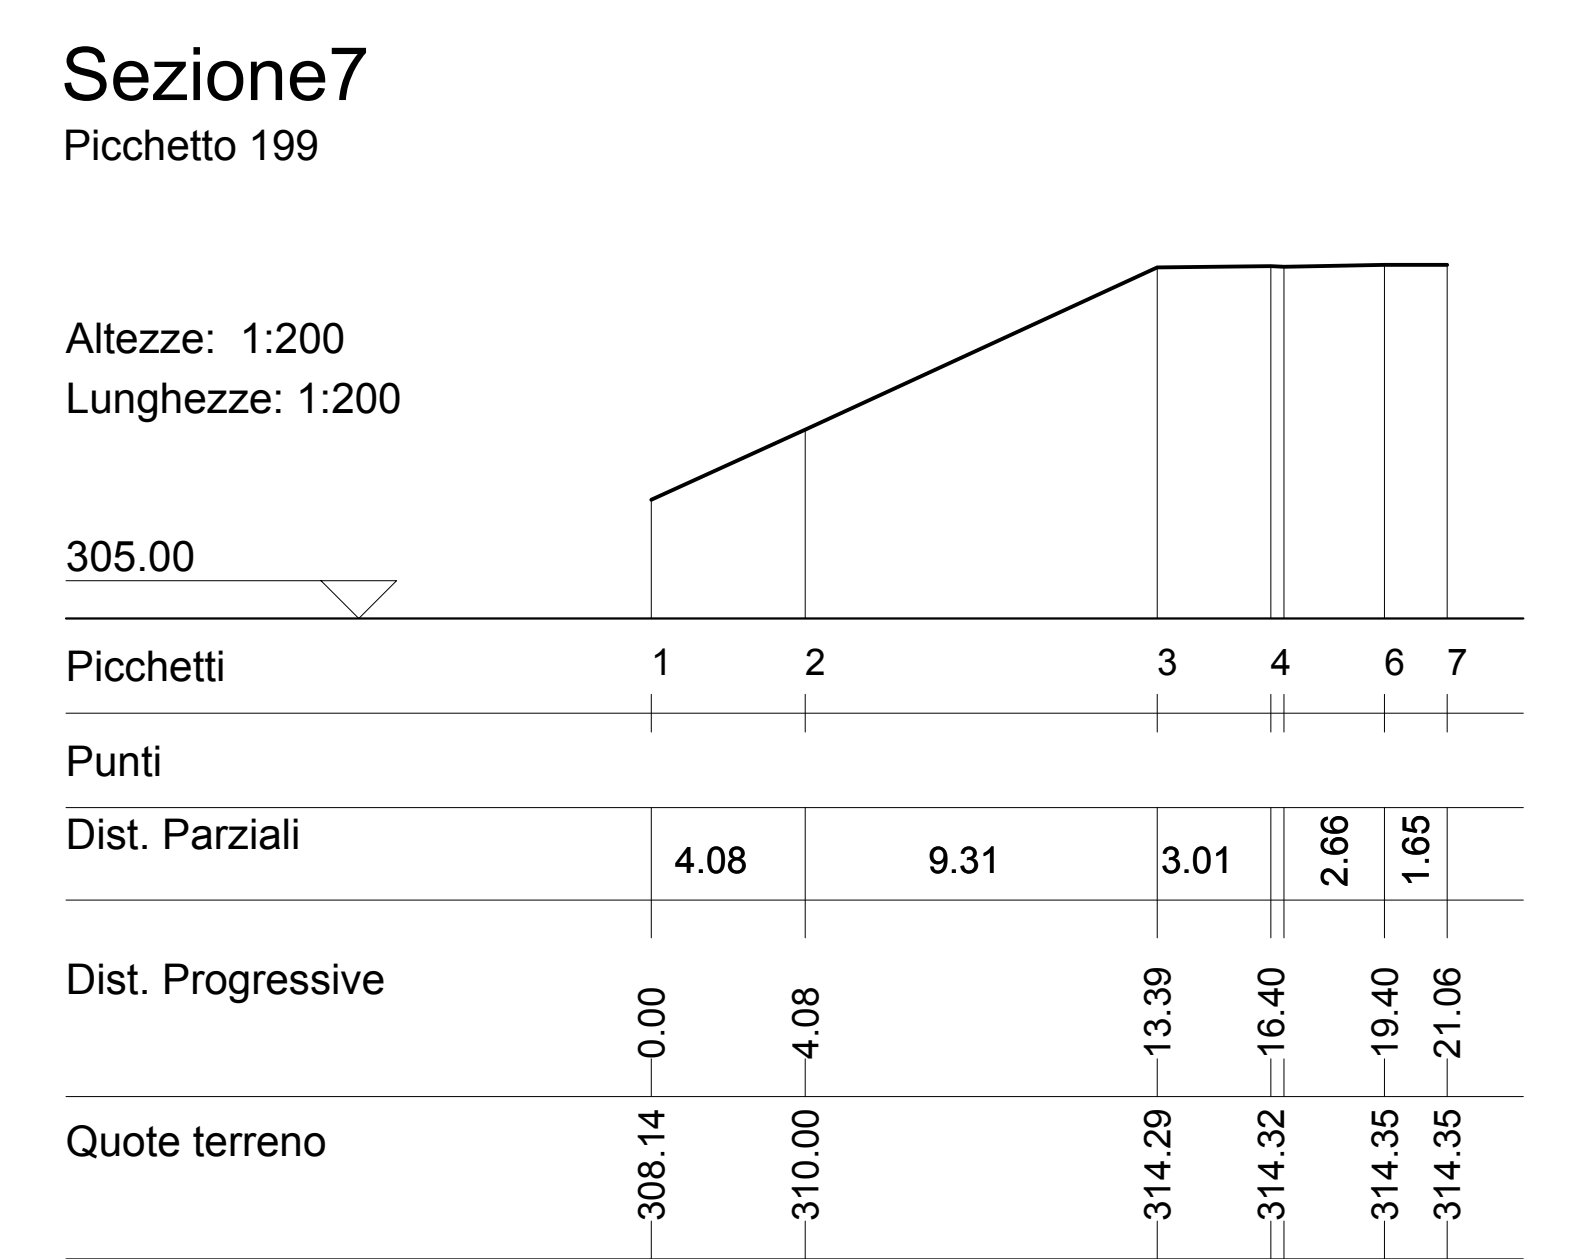 Sezione7
Picchetto 199
Altezze: 1:200
Lunghezze: 1:200
305.00
Picchetti 1 2 3 4 6 7
Punti
Dist. Parziali 4.08 9.31 3.01 2.66 1.65
Dist. Progressive 0.00 4.08 13.39 16.40 19.40 21.06
Quote terreno 308.14 310.00 314.29 314.32 314.35 314.35